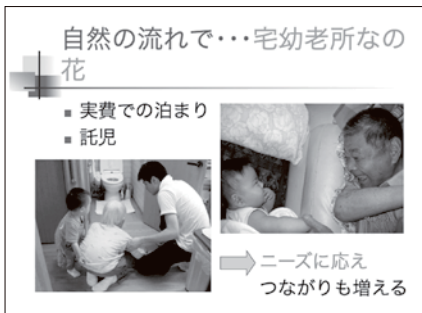 自然の流れで・・・宅幼老所なの
花
■ 実費での泊まり
■ 託児
ニーズに応え
つながりも増える